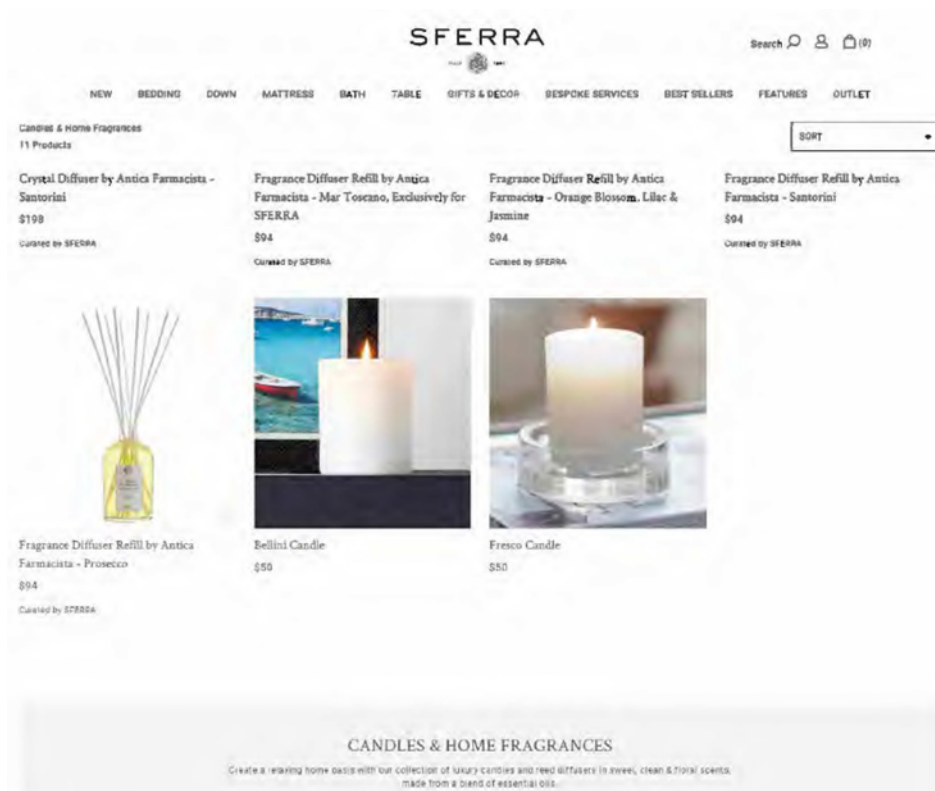 SFERRA
Search
(0)
NEW BEDDING DOWN MATTRESS BATH TABLE GIFTS & DECOR BESPOKE SERVICES BEST SELLERS FEATURES OUTLET
Candles & Home Fragrances
11 Products
SORT
Crystal Diffuser by Antica Farmacista -
Santorini
$198
Curated by SFERRA
Fragrance Diffuser Refill by Antica
Farmacista - Mar Toscano, Exclusively for
SFERRA
$94
Curated by SFERRA
Fragrance Diffuser Refill by Antica
Farmacista - Orange Blossom, Lilac &
Jasmine
$94
Curated by SFERRA
Fragrance Diffuser Refill by Antica
Farmacista - Santorini
$94
Curated by SFERRA
Fragrance Diffuser Refill by Antica
Farmacista - Prosecco
$94
Curated by SFERRA
Bellini Candle
$50
Fresco Candle
$50
CANDLES & HOME FRAGRANCES
Create a relaxing home oasis with our collection of luxury candles and reed diffusers in sweet, clean & floral scents,
made from a blend of essential oils.